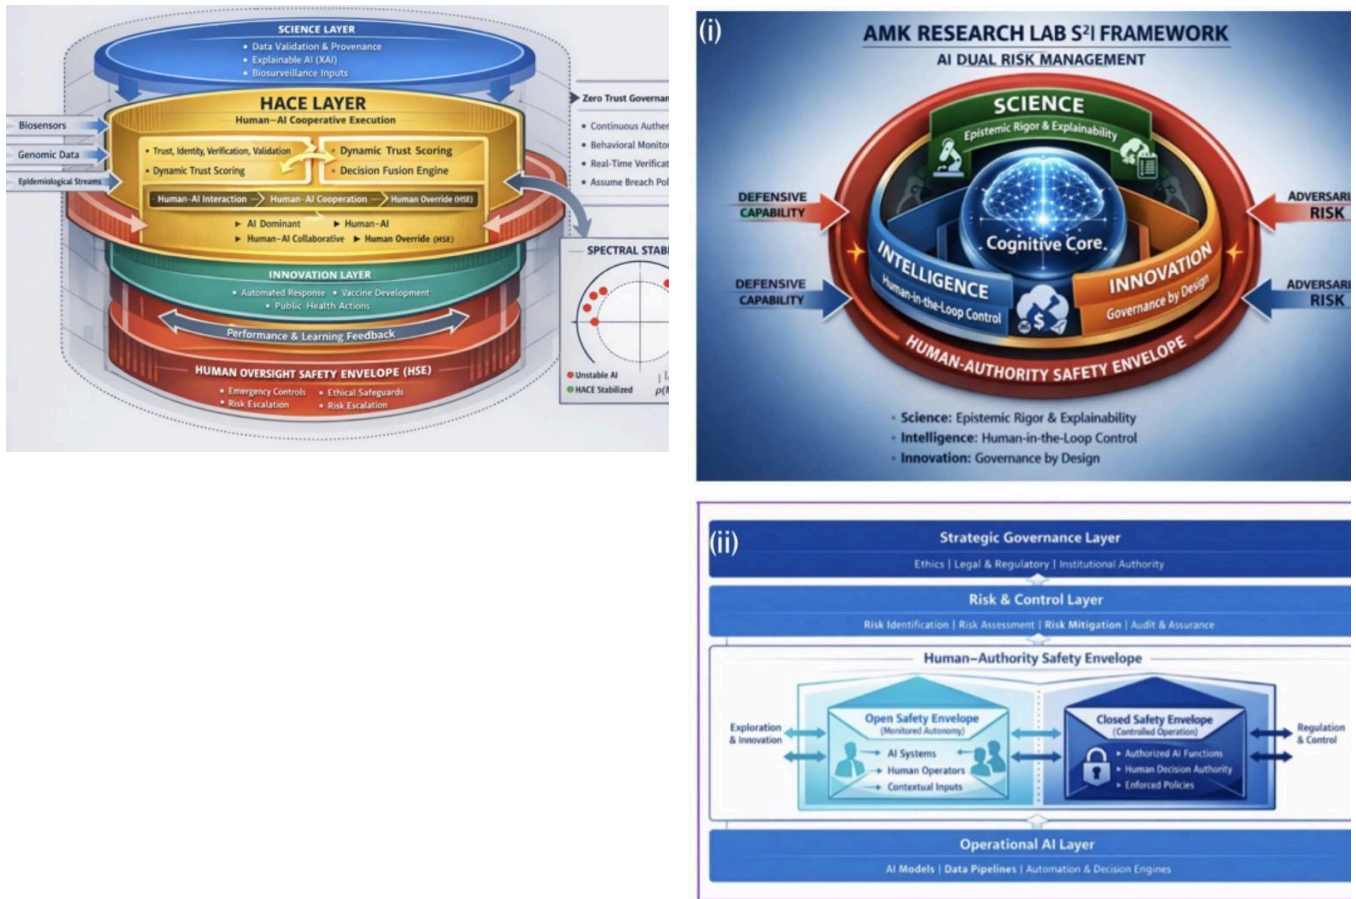 SCIENCE LAYER
• Data Validation & Provenance
• Explainable AI (XAI)
• Biosurveillance Inputs
HACE LAYER
Human–AI Cooperative Execution
• Trust, Identity, Verification, Validation
• Dynamic Trust Scoring
• Dynamic Trust Scoring
• Decision Fusion Engine
Human-AI Interaction
Human-AI Cooperation
Human Override (HSE)
▸ AI Dominant ▸ Human-AI
▸ Human-AI Collaborative ▸ Human Override (HSE)
Biosensors
Genomic Data
Epidemiological Streams
INNOVATION LAYER
• Automated Response • Vaccine Development
• Public Health Actions
Performance & Learning Feedback
HUMAN OVERSIGHT SAFETY ENVELOPE (HSE)
• Emergency Controls • Ethical Safeguards
• Risk Escalation • Risk Escalation
Zero Trust Governa
• Continuous Authe
• Behavioral Monito
• Real-Time Verifica
• Assume Breach Pol
SPECTRAL STAB
Unstable AI
HACE Stabilized
(i)
AMK RESEARCH LAB S²I FRAMEWORK
AI DUAL RISK MANAGEMENT
SCIENCE
Epistemic Rigor & Explainability
Cognitive Core
INTELLIGENCE
Human-in-the-Loop Control
INNOVATION
Governance by Design
HUMAN-AUTHORITY SAFETY ENVELOPE
DEFENSIVE
CAPABILITY
DEFENSIVE
CAPABILITY
ADVERSARI
RISK
ADVERSARI
RISK
• Science: Epistemic Rigor & Explainability
• Intelligence: Human-in-the-Loop Control
• Innovation: Governance by Design
(ii)
Strategic Governance Layer
Ethics | Legal & Regulatory | Institutional Authority
Risk & Control Layer
Risk Identification | Risk Assessment | Risk Mitigation | Audit & Assurance
Human–Authority Safety Envelope
Exploration
& Innovation
Open Safety Envelope
(Monitored Autonomy)
AI Systems
Human Operators
Contextual Inputs
Closed Safety Envelope
(Controlled Operation)
▸ Authorized AI Functions
▸ Human Decision Authority
▸ Enforced Policies
Regulation
& Control
Operational AI Layer
AI Models | Data Pipelines | Automation & Decision Engines